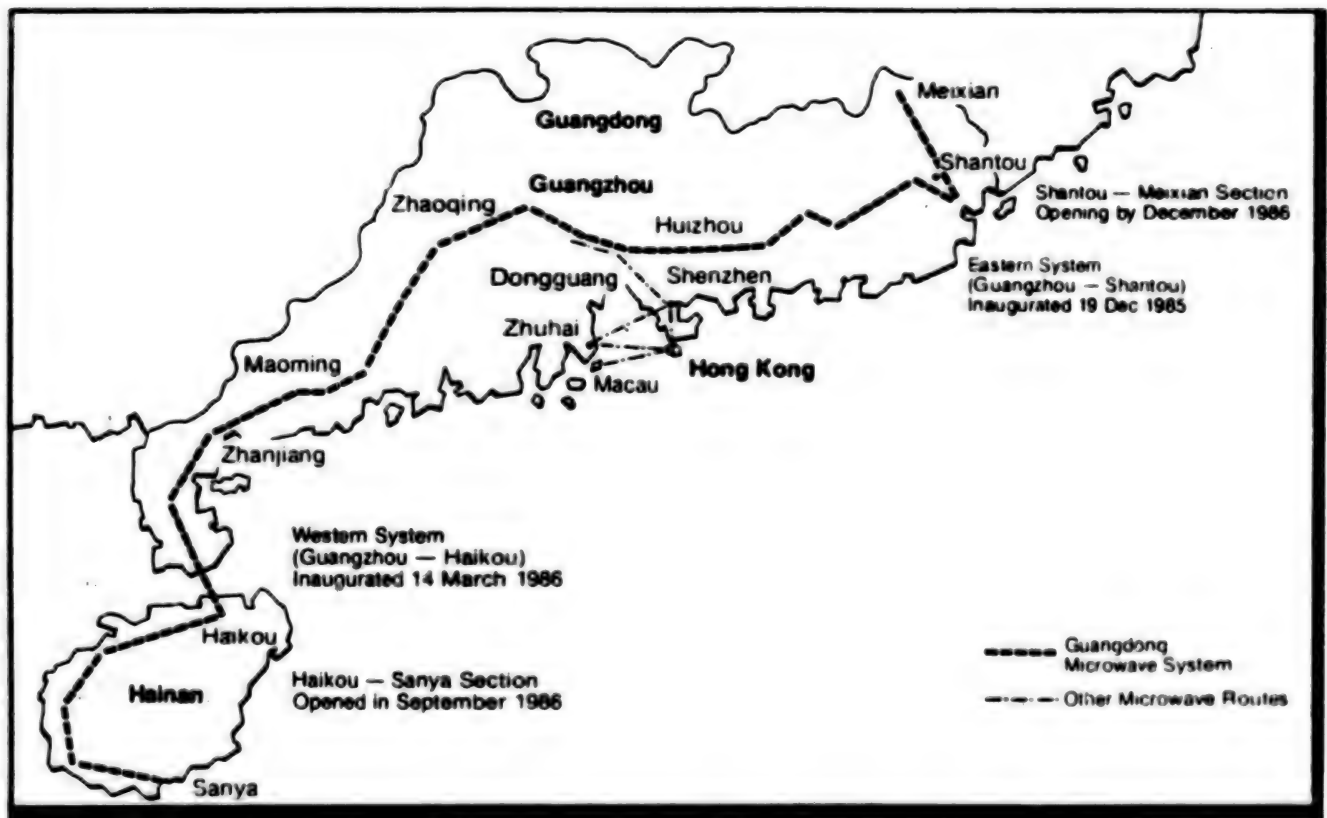 Meixian
Guangdong
Shantou
Guangzhou
Shantou — Meixian Section
Opening by December 1986
Zhaoqing
Huizhou
Eastern System
(Guangzhou — Shantou)
Inaugurated 19 Dec 1985
Dongguang
Shenzhen
Zhuhai
Maoming
Hong Kong
Macau
Zhanjiang
Western System
(Guangzhou — Haikou)
Inaugurated 14 March 1986
Haikou
Guangdong
Microwave System
Hainan
Haikou — Sanya Section
Opened in September 1986
Other Microwave Routes
Sanya